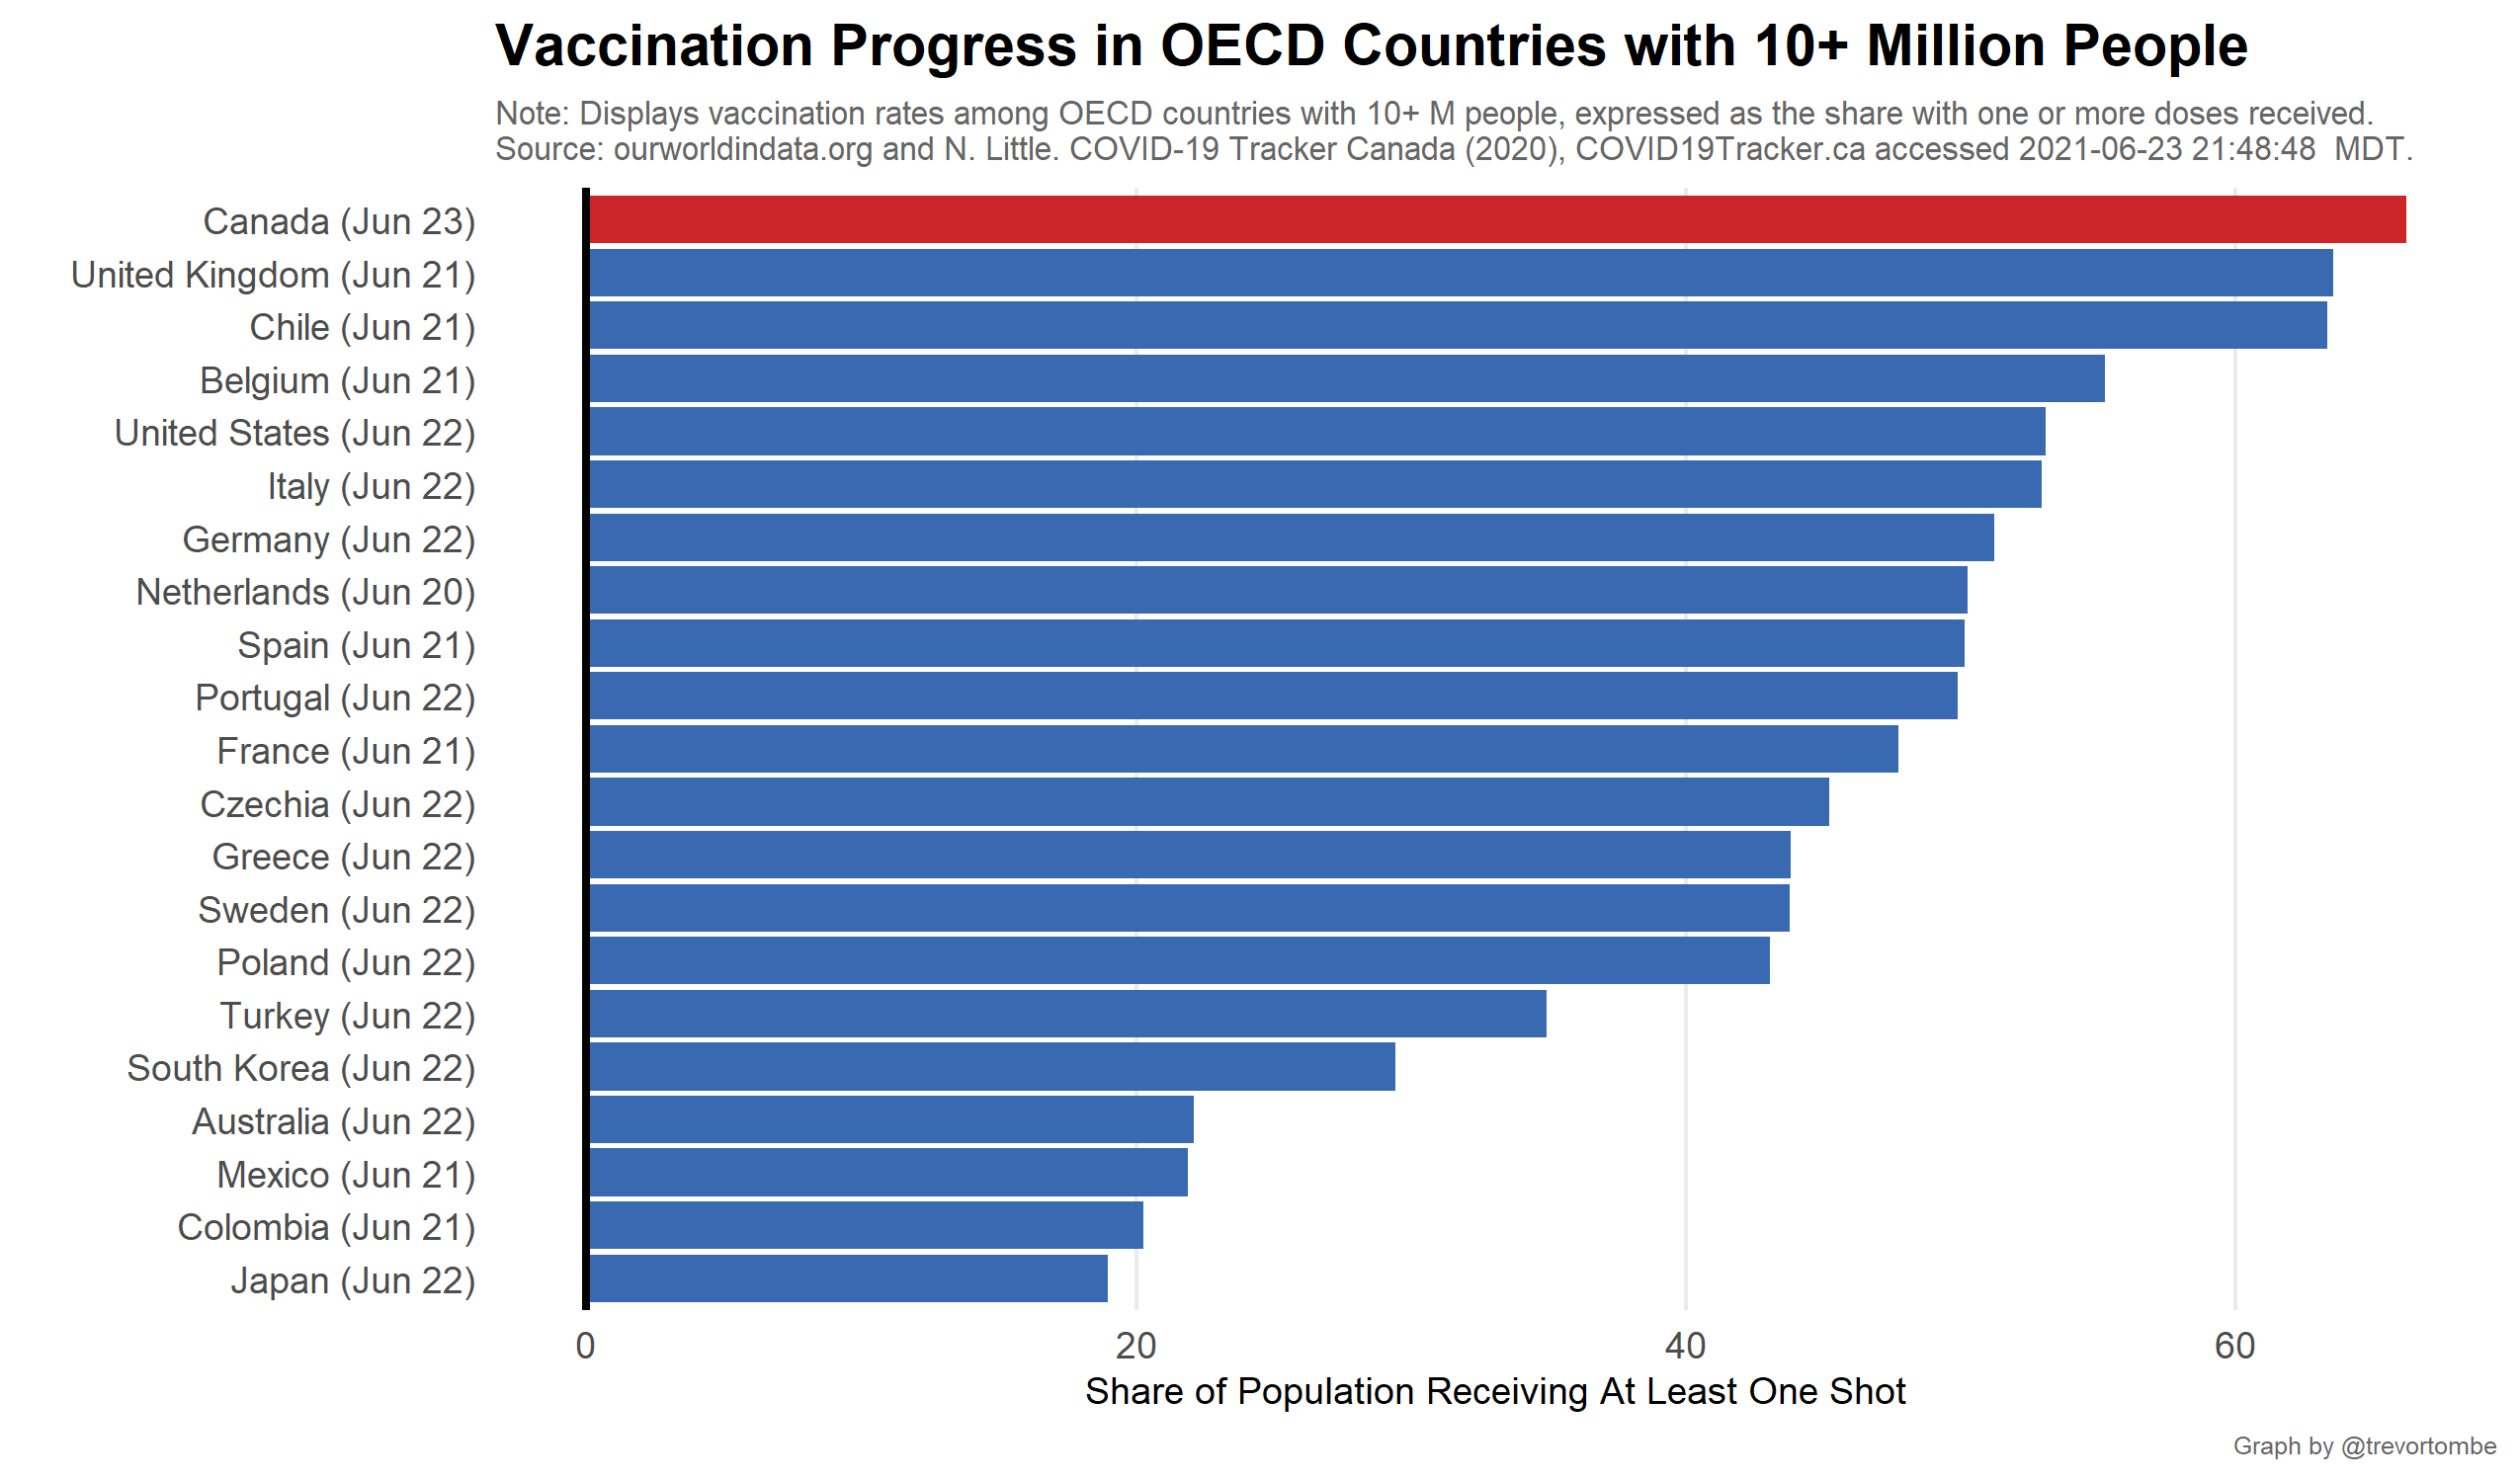 Vaccination Progress in OECD Countries with 10+ Million People
Note: Displays vaccination rates among OECD countries with 10+ M people, expressed as the share with one or more doses received.
Source: ourworldindata.org and N. Little. COVID-19 Tracker Canada (2020), COVID19Tracker.ca accessed 2021-06-23 21:48:48  MDT.
Canada (Jun 23)
United Kingdom (Jun 21)
Chile (Jun 21)
Belgium (Jun 21)
United States (Jun 22)
Italy (Jun 22)
Germany (Jun 22)
Netherlands (Jun 20)
Spain (Jun 21)
Portugal (Jun 22)
France (Jun 21)
Czechia (Jun 22)
Greece (Jun 22)
Sweden (Jun 22)
Poland (Jun 22)
Turkey (Jun 22)
South Korea (Jun 22)
Australia (Jun 22)
Mexico (Jun 21)
Colombia (Jun 21)
Japan (Jun 22)
0 20 40 60
Share of Population Receiving At Least One Shot
Graph by @trevortombe